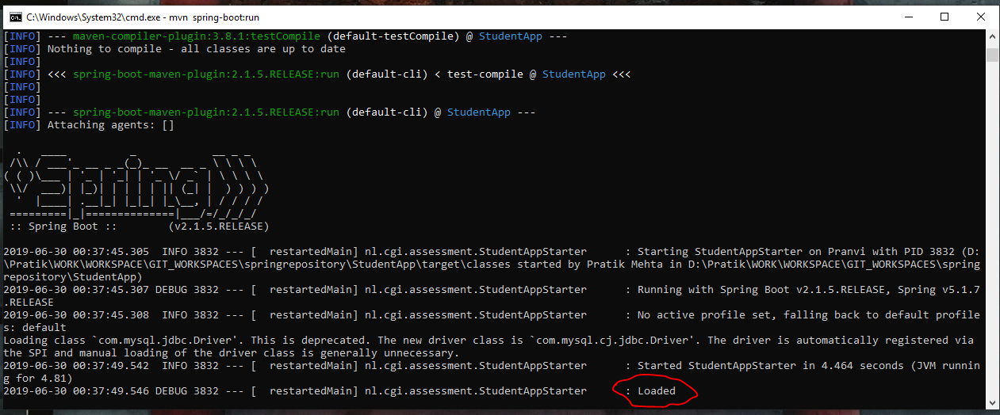 C:\Windows\System32\cmd.exe - mvn  spring-boot:run
[INFO] --- maven-compiler-plugin:3.8.1:testCompile (default-testCompile) @ StudentApp ---
[INFO] Nothing to compile - all classes are up to date
[INFO]
[INFO] <<< spring-boot-maven-plugin:2.1.5.RELEASE:run (default-cli) < test-compile @ StudentApp <<<
[INFO]
[INFO]
[INFO] --- spring-boot-maven-plugin:2.1.5.RELEASE:run (default-cli) @ StudentApp ---
[INFO] Attaching agents: []
  .   ____          _            __ _ _
 /\\ / ___'_ __ _ _(_)_ __  __ _ \ \ \ \
( ( )\___ | '_ | '_| | '_ \/ _` | \ \ \ \
 \\/  ___)| |_)| | | | | || (_| |  ) ) ) )
  '  |____| .__|_| |_|_| |_\__, | / / / /
 =========|_|==============|___/=/_/_/_/
 :: Spring Boot ::        (v2.1.5.RELEASE)
2019-06-30 00:37:45.305  INFO 3832 --- [  restartedMain] nl.cgi.assessment.StudentAppStarter      : Starting StudentAppStarter on Pranvi with PID 3832 (D:
\Pratik\WORK\WORKSPACE\GIT_WORKSPACES\springrepository\StudentApp\target\classes started by Pratik Mehta in D:\Pratik\WORK\WORKSPACE\GIT_WORKSPACES\spring
repository\StudentApp)
2019-06-30 00:37:45.307 DEBUG 3832 --- [  restartedMain] nl.cgi.assessment.StudentAppStarter      : Running with Spring Boot v2.1.5.RELEASE, Spring v5.1.7
.RELEASE
2019-06-30 00:37:45.308  INFO 3832 --- [  restartedMain] nl.cgi.assessment.StudentAppStarter      : No active profile set, falling back to default profile
s: default
Loading class `com.mysql.jdbc.Driver'. This is deprecated. The new driver class is `com.mysql.cj.jdbc.Driver'. The driver is automatically registered via
the SPI and manual loading of the driver class is generally unnecessary.
2019-06-30 00:37:49.542  INFO 3832 --- [  restartedMain] nl.cgi.assessment.StudentAppStarter      : Started StudentAppStarter in 4.464 seconds (JVM runnin
g for 4.81)
2019-06-30 00:37:49.546 DEBUG 3832 --- [  restartedMain] nl.cgi.assessment.StudentAppStarter      : Loaded